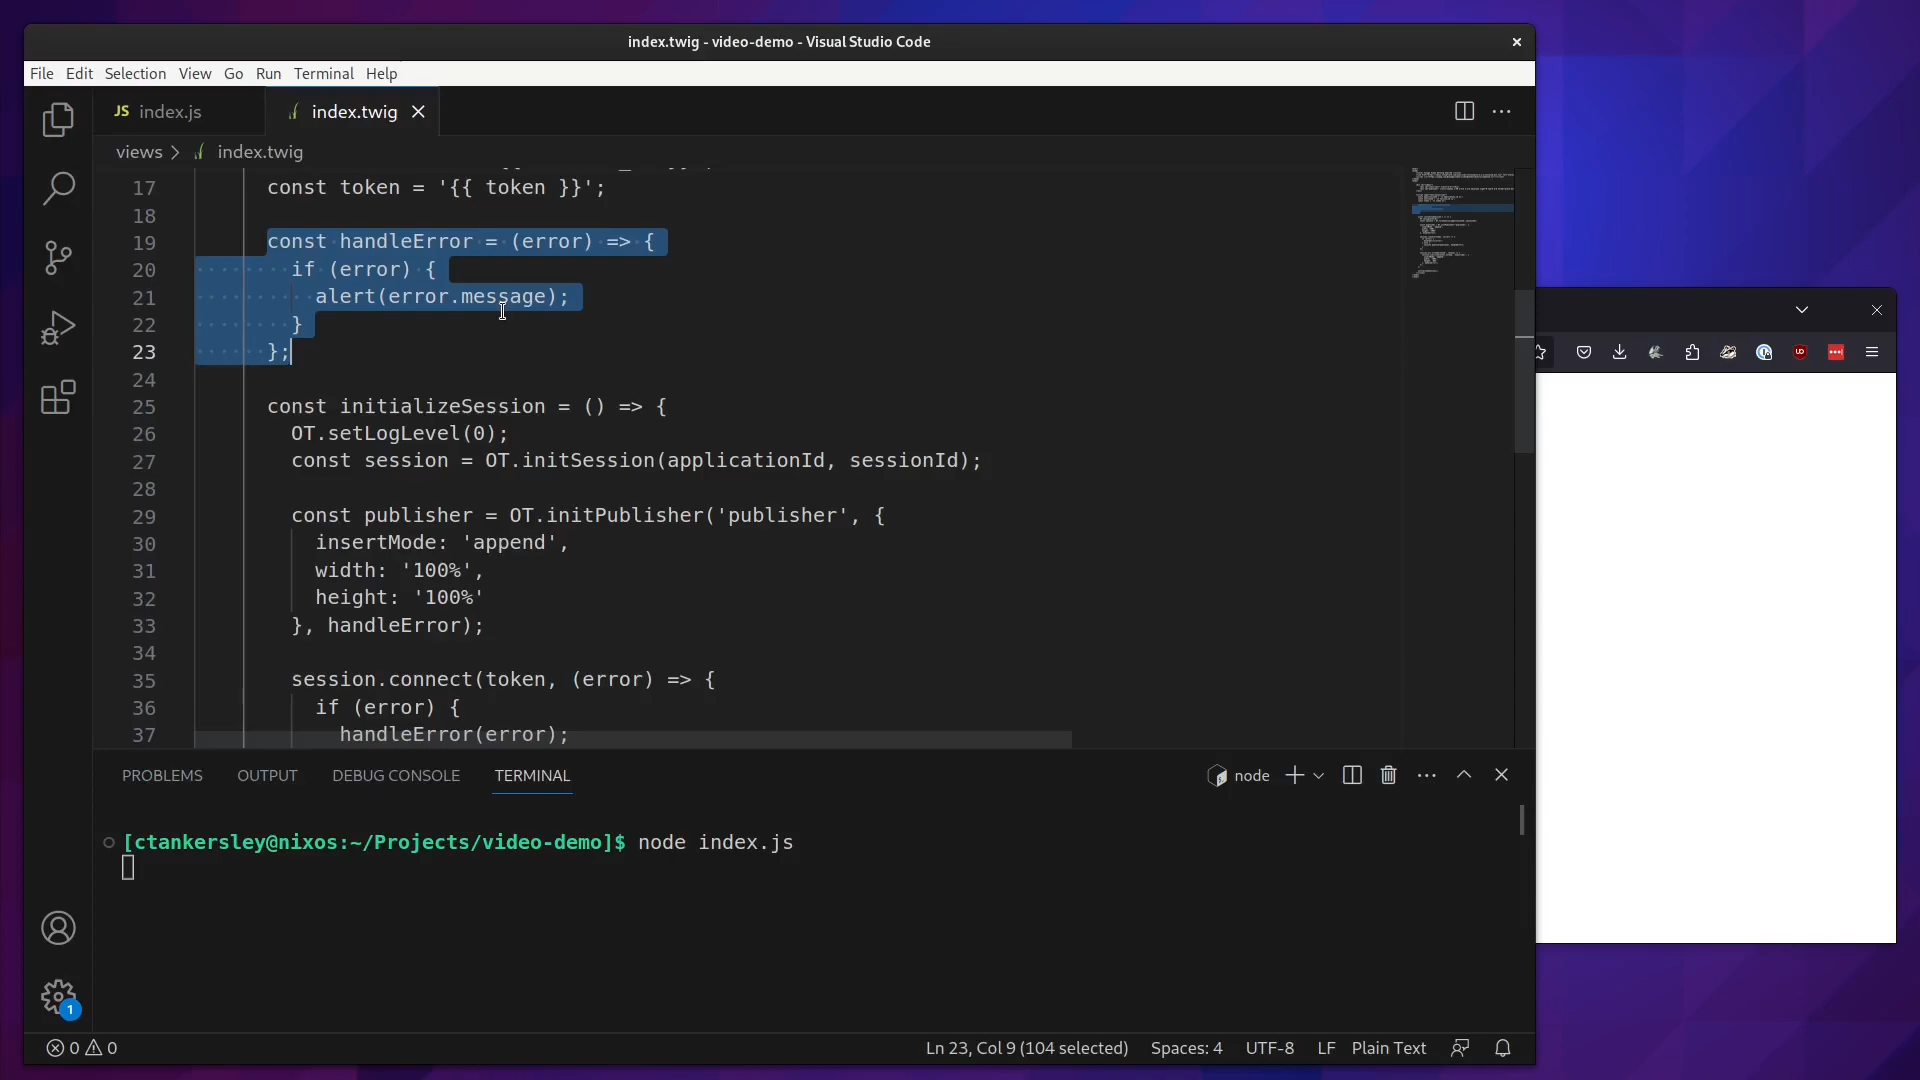 index.twig - video-demo - Visual Studio Code
File Edit Selection View Go Run Terminal Help
JS index.js index.twig
views > index.twig
17 const token = '{{ token }}';
18
19 const handleError = (error) => {
20 if (error) {
21 alert(error.message);
22 }
23 };
24
25 const initializeSession = () => {
26 OT.setLogLevel(0);
27 const session = OT.initSession(applicationId, sessionId);
28
29 const publisher = OT.initPublisher('publisher', {
30 insertMode: 'append',
31 width: '100%',
32 height: '100%'
33 }, handleError);
34
35 session.connect(token, (error) => {
36 if (error) {
37 handleError(error);
PROBLEMS OUTPUT DEBUG CONSOLE TERMINAL node
[ctankersley@nixos:~/Projects/video-demo]$ node index.js
1
0 0 Ln 23, Col 9 (104 selected) Spaces: 4 UTF-8 LF Plain Text